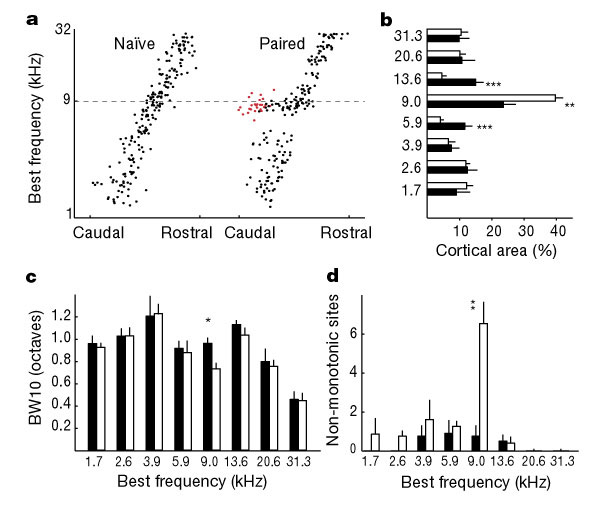 a
32
Naïve
Paired
9
1
Best frequency (kHz)
Caudal
Rostral
Caudal
Rostral
b
31.3
20.6
13.6
***
9.0
**
5.9
***
3.9
2.6
1.7
10 20 30 40
Cortical area (%)
c
1.2
1.0
0.8
0.6
0.4
0.2
BW10 (octaves)
*
1.7 2.6 3.9 5.9 9.0 13.6 20.6 31.3
Best frequency (kHz)
d
6
4
2
0
Non-monotonic sites
**
1.7 2.6 3.9 5.9 9.0 13.6 20.6 31.3
Best frequency (kHz)